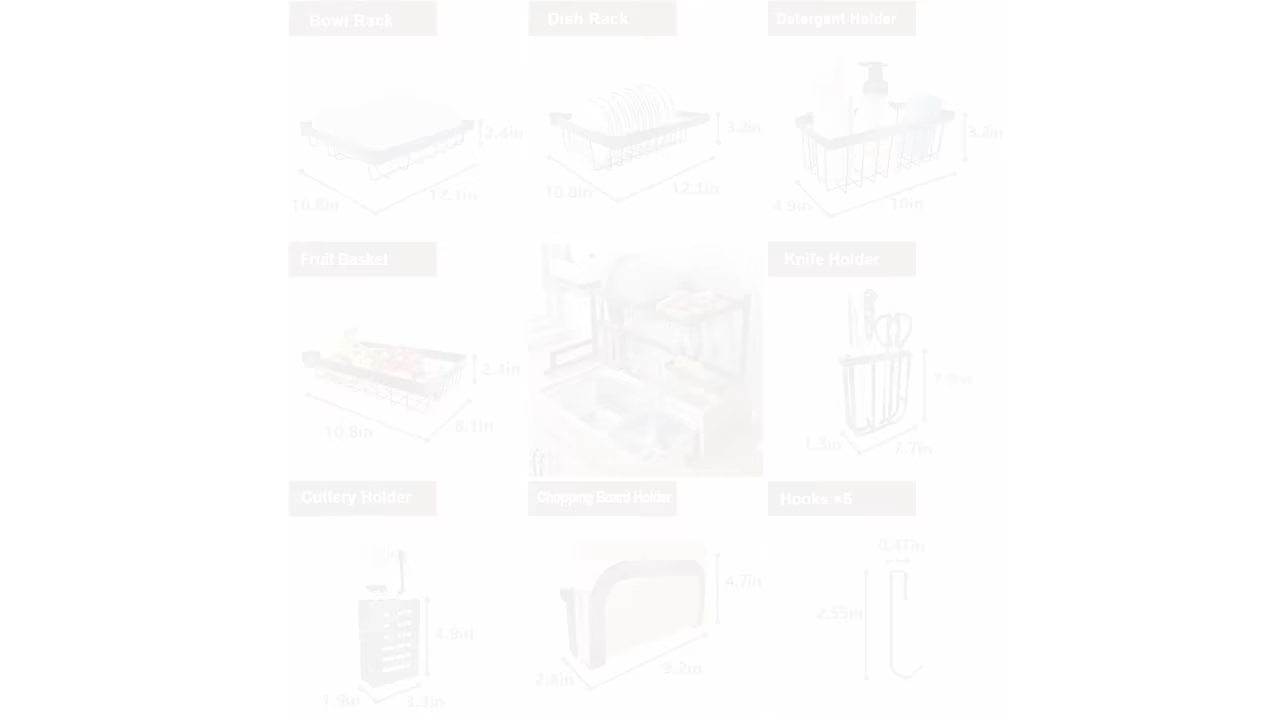 Bowl Rack
Dish Rack
Detergent Holder
2.4in
3.2in
3.2in
10.8in
12.1in
10.8in
12.1in
4.9in
10in
Fruit Basket
Knife Holder
2.4in
10.8in
8.1in
1.3in
7.7in
Cutlery Holder
Chopping Board Holder
Hooks *5
0.47in
4.7in
2.55in
4.9in
9.2in
2.4in
3.3in